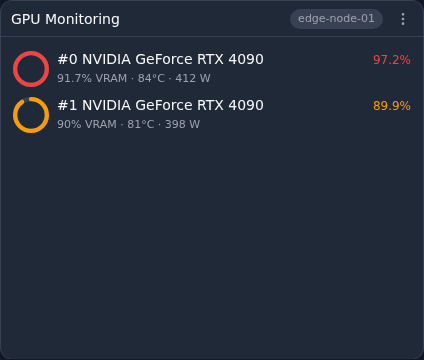 GPU Monitoring
edge-node-01
#0 NVIDIA GeForce RTX 4090
97.2%
91.7% VRAM · 84°C · 412 W
#1 NVIDIA GeForce RTX 4090
89.9%
90% VRAM · 81°C · 398 W